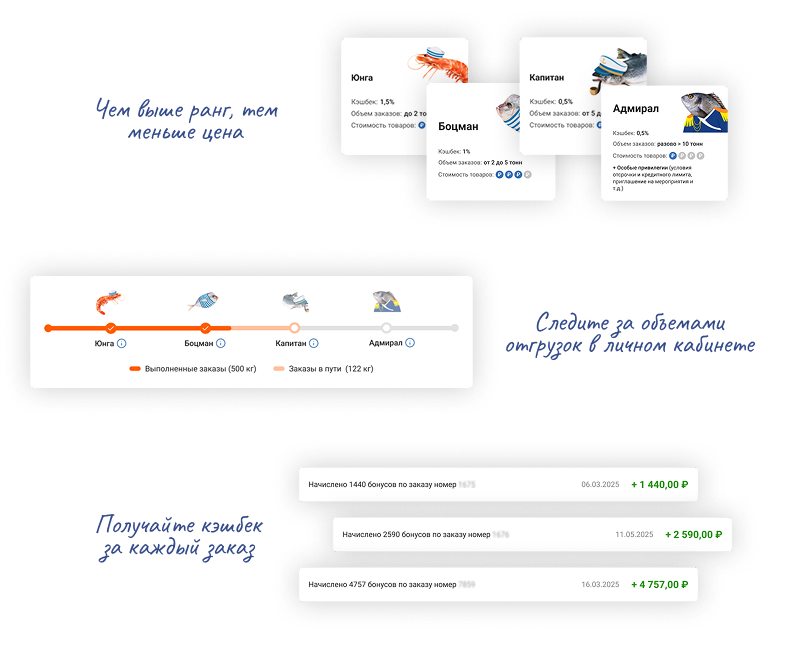 Чем выше ранг, тем
меньше цена
Юнга
Кэшбек: 1,5%
Объем заказов: до 2 то
Стоимость товаров: ₽
Боцман
Кэшбек: 1%
Объем заказов: от 2 до 5 тонн
Стоимость товаров: ₽ ₽ ₽ ₽
Капитан
Кэшбек: 0,5%
Объем заказов: от 5 д
Стоимость товаров: ₽
Адмирал
Кэшбек: 0,5%
Объем заказов: разово > 10 тонн
Стоимость товаров: ₽ ₽ ₽ ₽
+ Особые привилегии (условия
отсрочки и кредитного лимита,
приглашение на мероприятия и
т.д.)
Юнга
Боцман
Капитан
Адмирал
Выполненные заказы (500 кг)
Заказы в пути (122 кг)
Следите за объемами
отгрузок в личном кабинете
Получайте кэшбек
за каждый заказ
Начислено 1440 бонусов по заказу номер
06.03.2025
+ 1 440,00 ₽
Начислено 2590 бонусов по заказу номер
11.05.2025
+ 2 590,00 ₽
Начислено 4757 бонусов по заказу номер
16.03.2025
+ 4 757,00 ₽